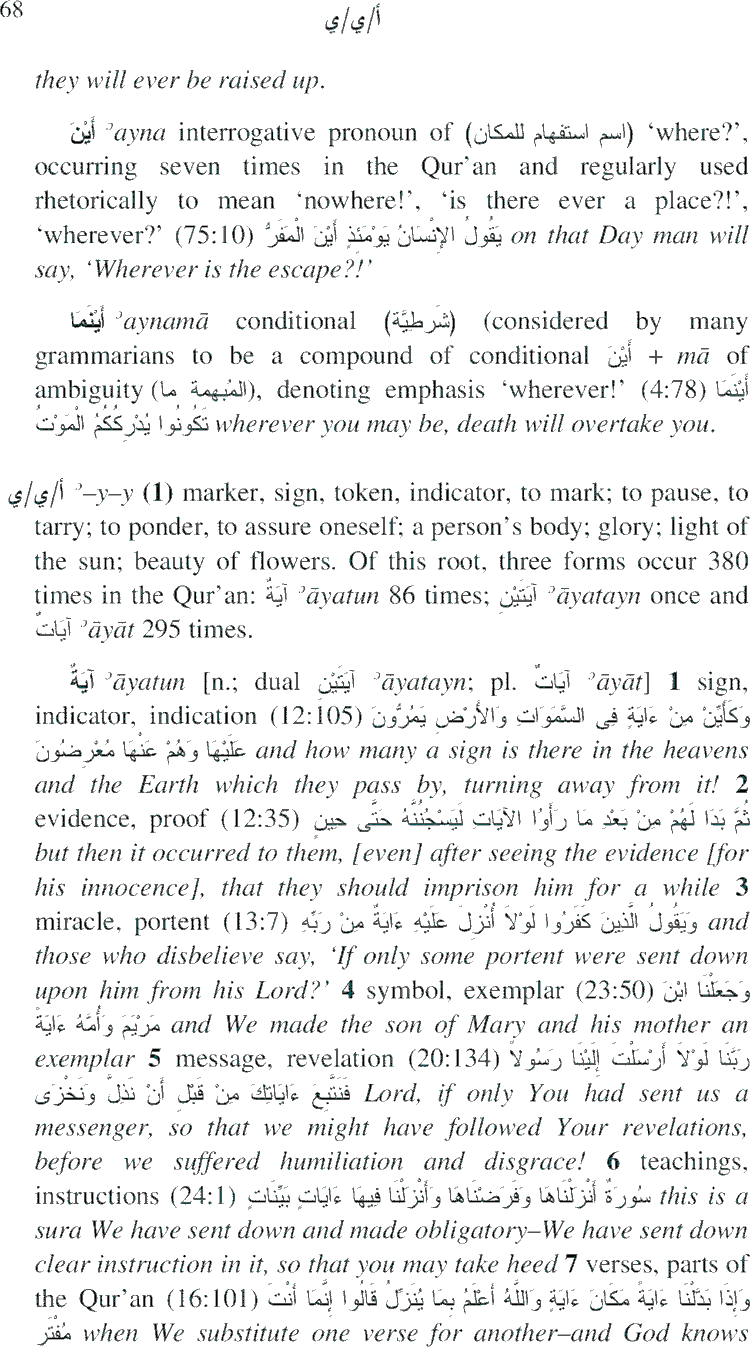 68
أ/ي/ي
they will ever be raised up.
أَيْنَ ʾayna interrogative pronoun of (اسم استفهام للمكان) ‘where?’,
occurring seven times in the Qur’an and regularly used
rhetorically to mean ‘nowhere!’, ‘is there ever a place?!’,
‘wherever?’ (75:10) يَقُولُ الإِنْسَانُ يَوْمَئِذٍ أَيْنَ الْمَفَرُّ on that Day man will
say, ‘Wherever is the escape?!’
أَيْنَمَا ʾaynamā conditional (شَرطِيَّة) (considered by many
grammarians to be a compound of conditional أَيْنَ + mā of
ambiguity (المُبهمة ما), denoting emphasis ‘wherever!’ (4:78) أَيْنَمَا
تَكُونُوا يُدْرِكُكُمُ الْمَوْتُ wherever you may be, death will overtake you.
أ/ي/ي ʾ–y–y (1) marker, sign, token, indicator, to mark; to pause, to
tarry; to ponder, to assure oneself; a person’s body; glory; light of
the sun; beauty of flowers. Of this root, three forms occur 380
times in the Qur’an: آيَةٌ ʾāyatun 86 times; آيَتَيْنِ ʾāyatayn once and
آيَاتٌ ʾāyāt 295 times.
آيَةٌ ʾāyatun [n.; dual آيَتَيْنِ ʾāyatayn; pl. آيَاتٌ ʾāyāt] 1 sign,
indicator, indication (12:105) وَكَأَيِّنْ مِنْ ءَايَةٍ فِى السَّمَوَاتِ وَالأَرْضِ يَمُرُّونَ
عَلَيْهَا وَهُمْ عَنْهَا مُعْرِضُونَ and how many a sign is there in the heavens
and the Earth which they pass by, turning away from it! 2
evidence, proof (12:35) ثُمَّ بَدَا لَهُمْ مِنْ بَعْدِ مَا رَأَوُا الآيَاتِ لَيَسْجُنُنَّهُ حَتَّى حِينٍ
but then it occurred to them, [even] after seeing the evidence [for
his innocence], that they should imprison him for a while 3
miracle, portent (13:7) وَيَقُولُ الَّذِينَ كَفَرُوا لَوْلاَ أُنْزِلَ عَلَيْهِ ءَايَةٌ مِنْ رَبِّهِ and
those who disbelieve say, ‘If only some portent were sent down
upon him from his Lord?’ 4 symbol, exemplar (23:50) وَجَعَلْنَا ابْنَ
مَرْيَمَ وَأُمَّهُ ءَايَةً and We made the son of Mary and his mother an
exemplar 5 message, revelation (20:134) رَبَّنَا لَوْلاَ أَرْسَلْتَ إِلَيْنَا رَسُولاً
فَنَتَّبِعَ ءَايَاتِكَ مِنْ قَبْلِ أَنْ نَذِلَّ وَنَخْزَى Lord, if only You had sent us a
messenger, so that we might have followed Your revelations,
before we suffered humiliation and disgrace! 6 teachings,
instructions (24:1) سُورَةٌ أَنْزَلْنَاهَا وَفَرَضْنَاهَا وَأَنْزَلْنَا فِيهَا ءَايَاتٍ بَيِّنَاتٍ this is a
sura We have sent down and made obligatory–We have sent down
clear instruction in it, so that you may take heed 7 verses, parts of
the Qur’an (16:101) وَإِذَا بَدَّلْنَا ءَايَةً مَكَانَ ءَايَةٍ وَاللَّهُ أَعْلَمُ بِمَا يُنَزِّلُ قَالُوا إِنَّمَا أَنْتَ
مُفْتَرٍ when We substitute one verse for another–and God knows